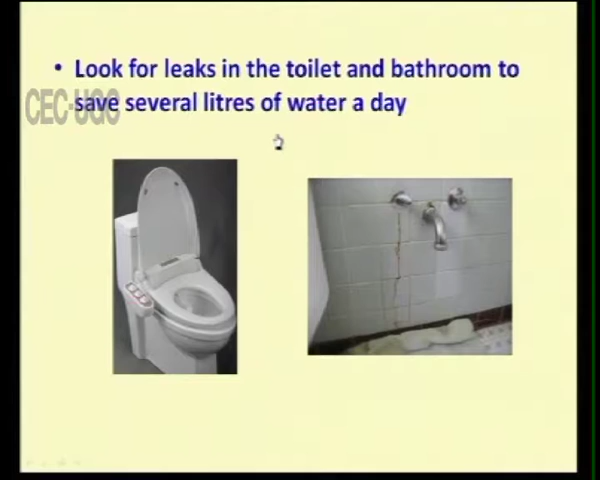 • Look for leaks in the toilet and bathroom to
save several litres of water a day
CEC-UGC